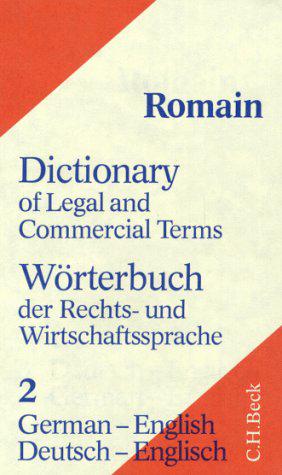 Romain
Dictionary
of Legal and
Commercial Terms
Wörterbuch
der Rechts- und
Wirtschaftssprache
2
German – English
Deutsch – Englisch
C.H.Beck